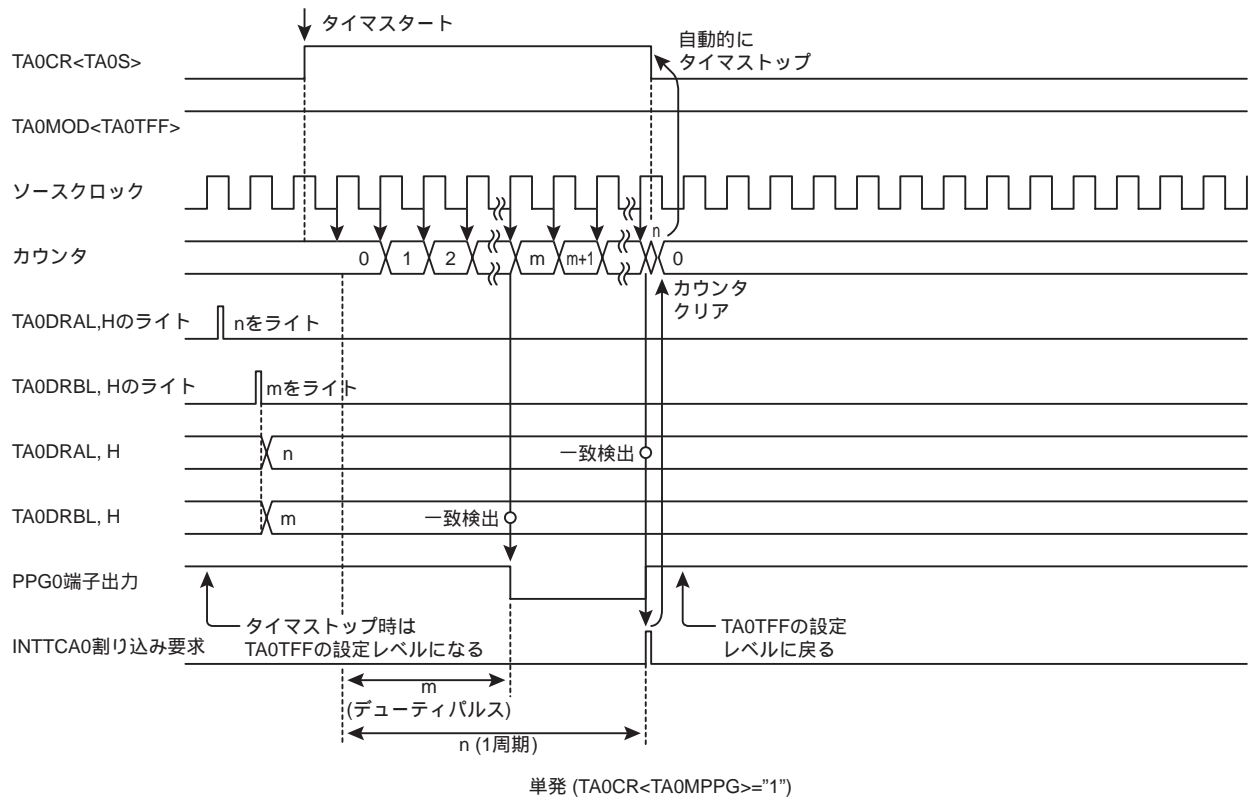 タイマスタート
TA0CR<TA0S>
自動的に
タイマストップ
TA0MOD<TA0TFF>
ソースクロック
カウンタ
0 1 2 m m+1 n 0
カウンタ
クリア
TA0DRAL,Hのライト nをライト
TA0DRBL, Hのライト mをライト
TA0DRAL, H n 一致検出
TA0DRBL, H m 一致検出
PPG0端子出力
タイマストップ時は
TA0TFFの設定レベルになる
TA0TFFの設定
レベルに戻る
INTTCA0割り込み要求
m
(デューティパルス)
n (1周期)
単発 (TA0CR<TA0MPPG>="1")